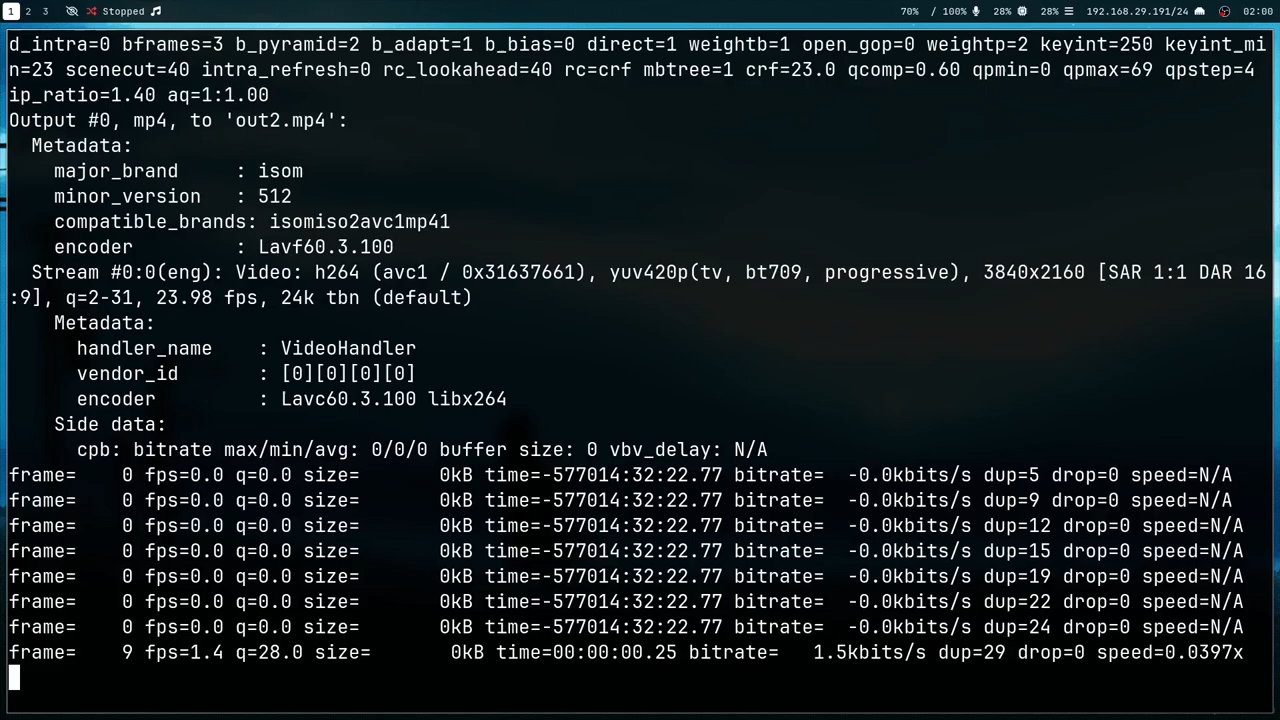 1 2 3 Stopped 70% / 100% 28% 28% 192.168.29.191/24 02:00
d_intra=0 bframes=3 b_pyramid=2 b_adapt=1 b_bias=0 direct=1 weightb=1 open_gop=0 weightp=2 keyint=250 keyint_mi
n=23 scenecut=40 intra_refresh=0 rc_lookahead=40 rc=crf mbtree=1 crf=23.0 qcomp=0.60 qpmin=0 qpmax=69 qpstep=4
ip_ratio=1.40 aq=1:1.00
Output #0, mp4, to 'out2.mp4':
  Metadata:
    major_brand     : isom
    minor_version   : 512
    compatible_brands: isomiso2avc1mp41
    encoder         : Lavf60.3.100
  Stream #0:0(eng): Video: h264 (avc1 / 0x31637661), yuv420p(tv, bt709, progressive), 3840x2160 [SAR 1:1 DAR 16
:9], q=2-31, 23.98 fps, 24k tbn (default)
    Metadata:
      handler_name    : VideoHandler
      vendor_id       : [0][0][0][0]
      encoder         : Lavc60.3.100 libx264
    Side data:
      cpb: bitrate max/min/avg: 0/0/0 buffer size: 0 vbv_delay: N/A
frame=    0 fps=0.0 q=0.0 size=       0kB time=-577014:32:22.77 bitrate=  -0.0kbits/s dup=5 drop=0 speed=N/A
frame=    0 fps=0.0 q=0.0 size=       0kB time=-577014:32:22.77 bitrate=  -0.0kbits/s dup=9 drop=0 speed=N/A
frame=    0 fps=0.0 q=0.0 size=       0kB time=-577014:32:22.77 bitrate=  -0.0kbits/s dup=12 drop=0 speed=N/A
frame=    0 fps=0.0 q=0.0 size=       0kB time=-577014:32:22.77 bitrate=  -0.0kbits/s dup=15 drop=0 speed=N/A
frame=    0 fps=0.0 q=0.0 size=       0kB time=-577014:32:22.77 bitrate=  -0.0kbits/s dup=19 drop=0 speed=N/A
frame=    0 fps=0.0 q=0.0 size=       0kB time=-577014:32:22.77 bitrate=  -0.0kbits/s dup=22 drop=0 speed=N/A
frame=    0 fps=0.0 q=0.0 size=       0kB time=-577014:32:22.77 bitrate=  -0.0kbits/s dup=24 drop=0 speed=N/A
frame=    9 fps=1.4 q=28.0 size=       0kB time=00:00:00.25 bitrate=   1.5kbits/s dup=29 drop=0 speed=0.0397x